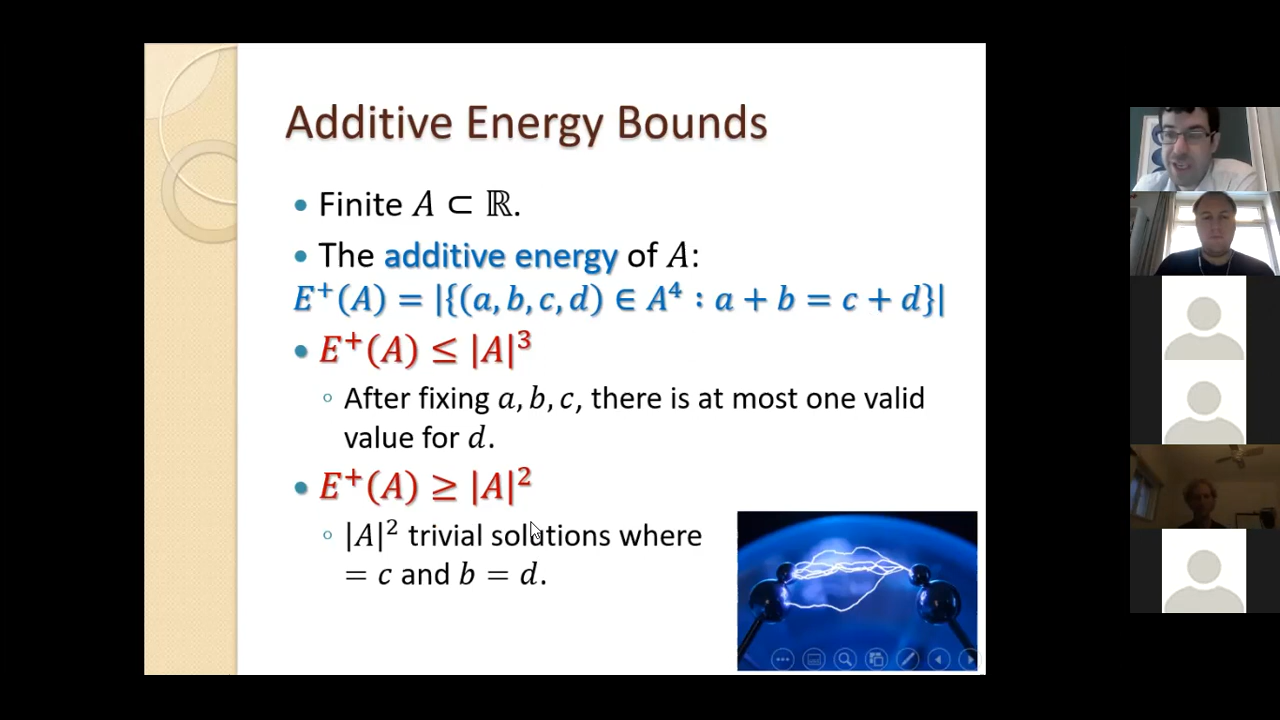 Additive Energy Bounds
• Finite A ⊂ ℝ.
• The additive energy of A:
E⁺(A) = |{(a, b, c, d) ∈ A⁴ : a + b = c + d}|
• E⁺(A) ≤ |A|³
◦ After fixing a, b, c, there is at most one valid
value for d.
• E⁺(A) ≥ |A|²
◦ |A|² trivial solutions where
= c and b = d.